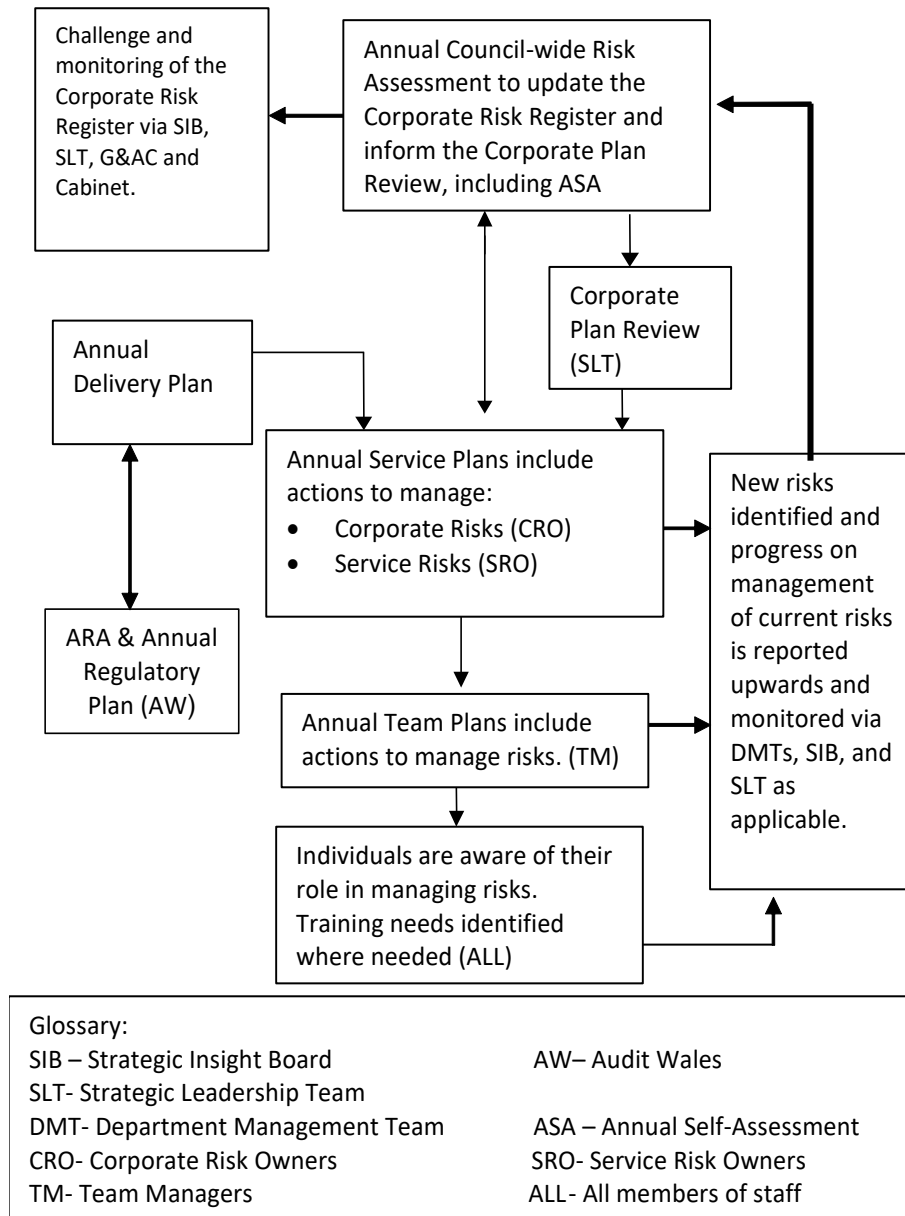 Challenge and
monitoring of the
Corporate Risk
Register via SIB,
SLT, G&AC and
Cabinet.
Annual Council-wide Risk
Assessment to update the
Corporate Risk Register and
inform the Corporate Plan
Review, including ASA
Corporate
Plan Review
(SLT)
Annual
Delivery Plan
Annual Service Plans include
actions to manage:
• Corporate Risks (CRO)
• Service Risks (SRO)
New risks
identified and
progress on
management
of current risks
is reported
upwards and
monitored via
DMTs, SIB, and
SLT as
applicable.
ARA & Annual
Regulatory
Plan (AW)
Annual Team Plans include
actions to manage risks. (TM)
Individuals are aware of their
role in managing risks.
Training needs identified
where needed (ALL)
Glossary:
SIB – Strategic Insight Board AW– Audit Wales
SLT- Strategic Leadership Team
DMT- Department Management Team ASA – Annual Self-Assessment
CRO- Corporate Risk Owners SRO- Service Risk Owners
TM- Team Managers ALL- All members of staff